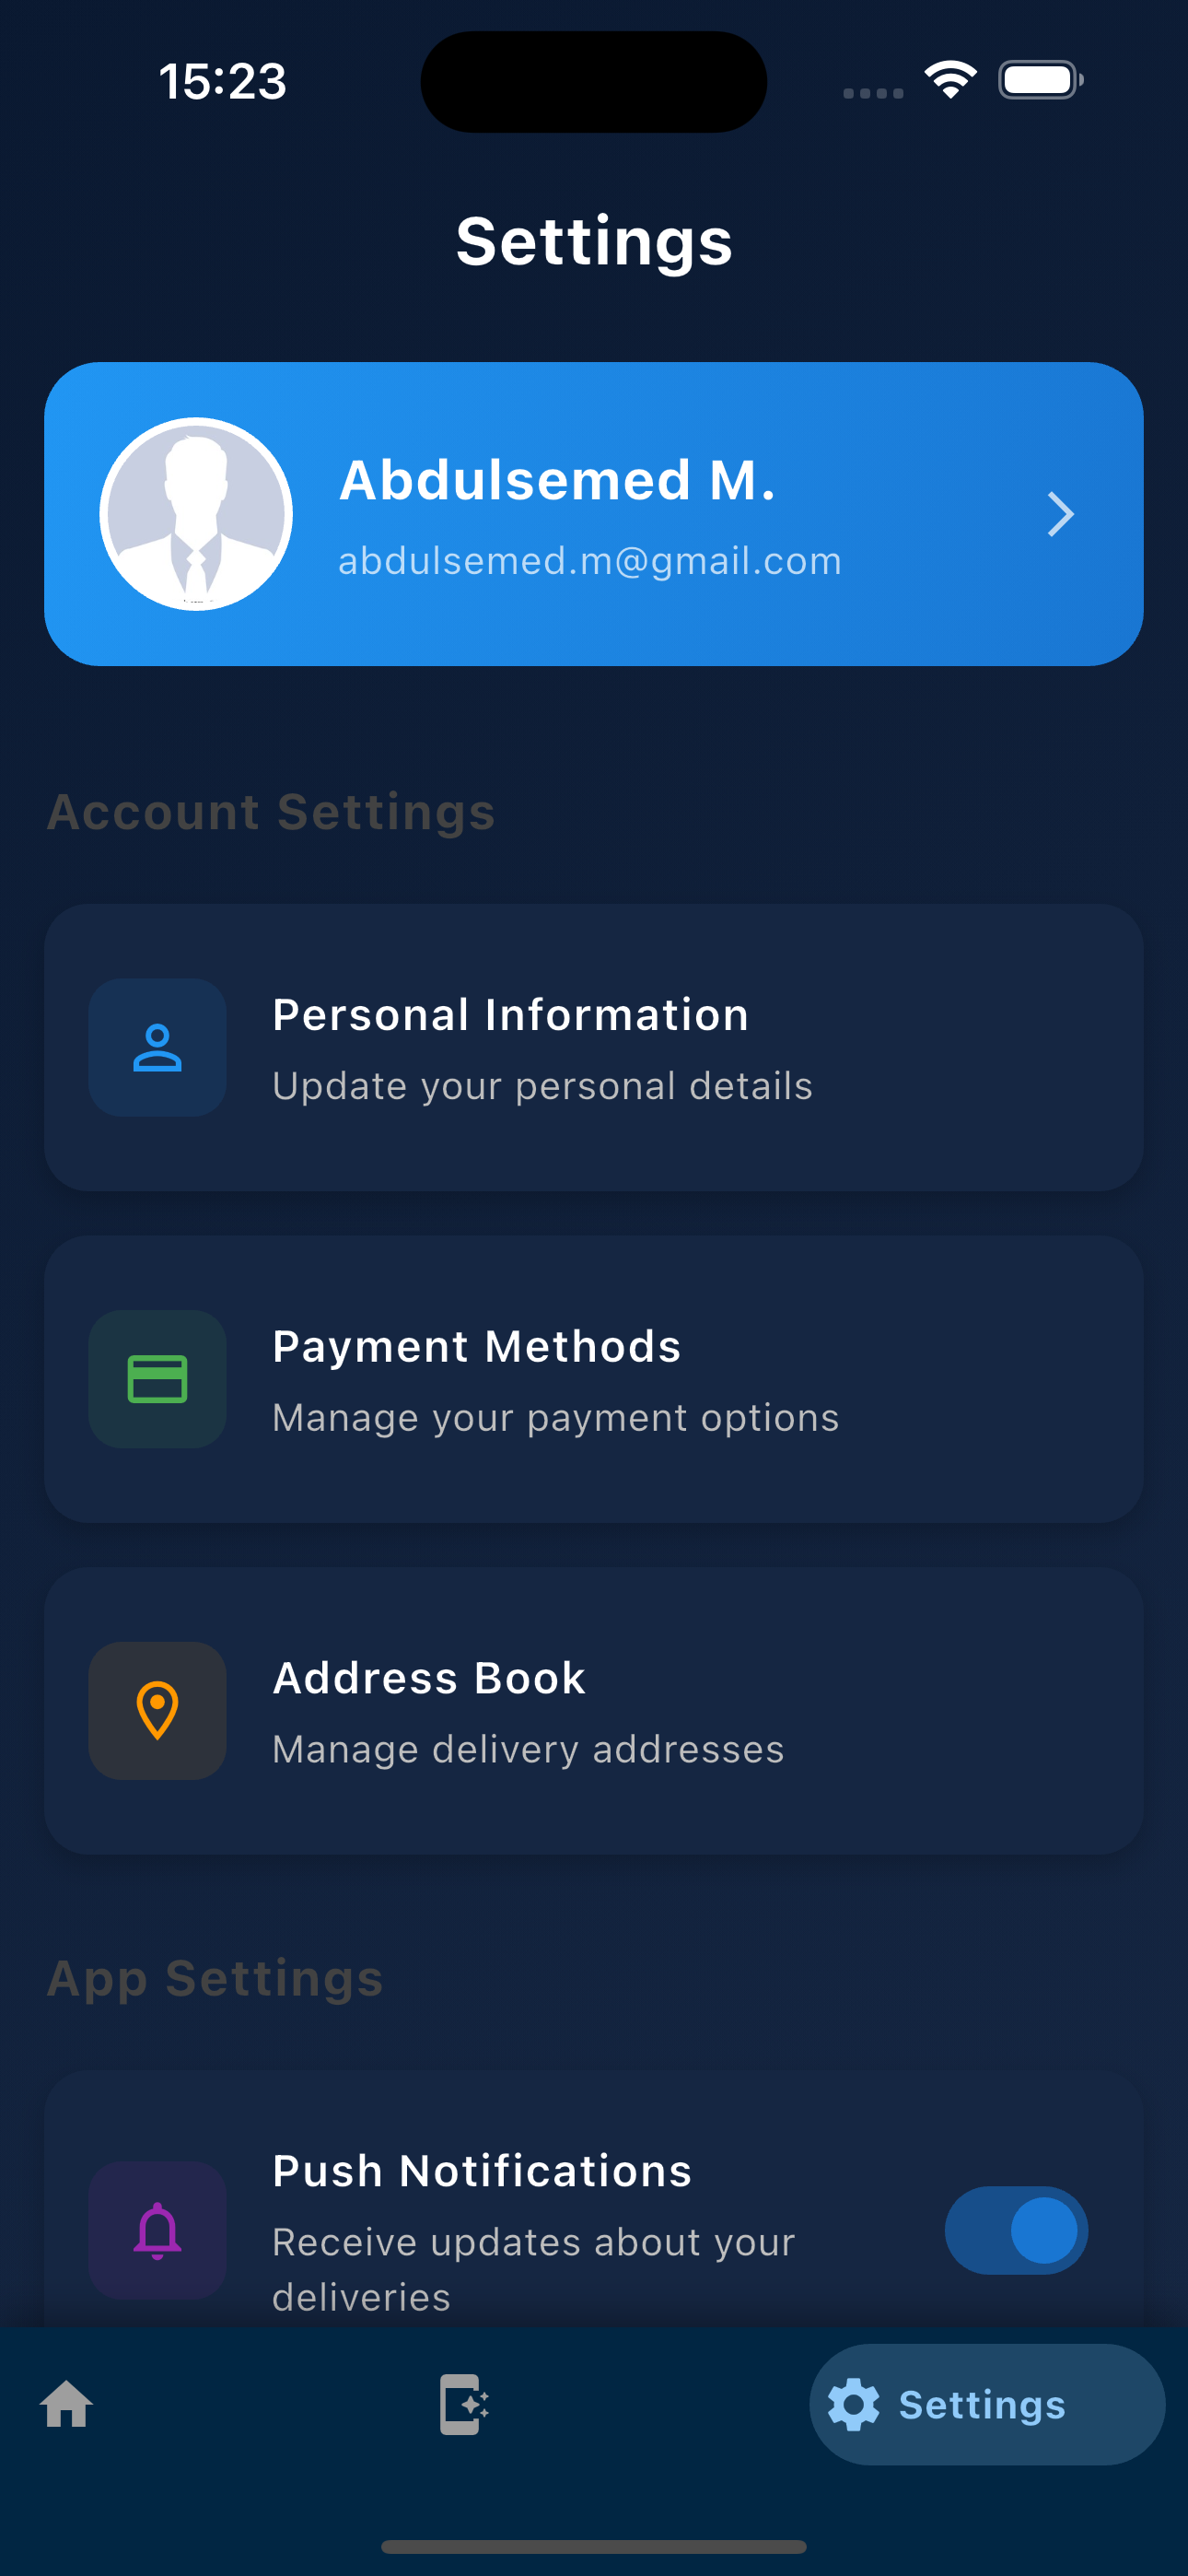 15:23
Settings
Abdulsemed M.
abdulsemed.m@gmail.com
Account Settings
Personal Information
Update your personal details
Payment Methods
Manage your payment options
Address Book
Manage delivery addresses
App Settings
Push Notifications
Receive updates about your
deliveries
Settings